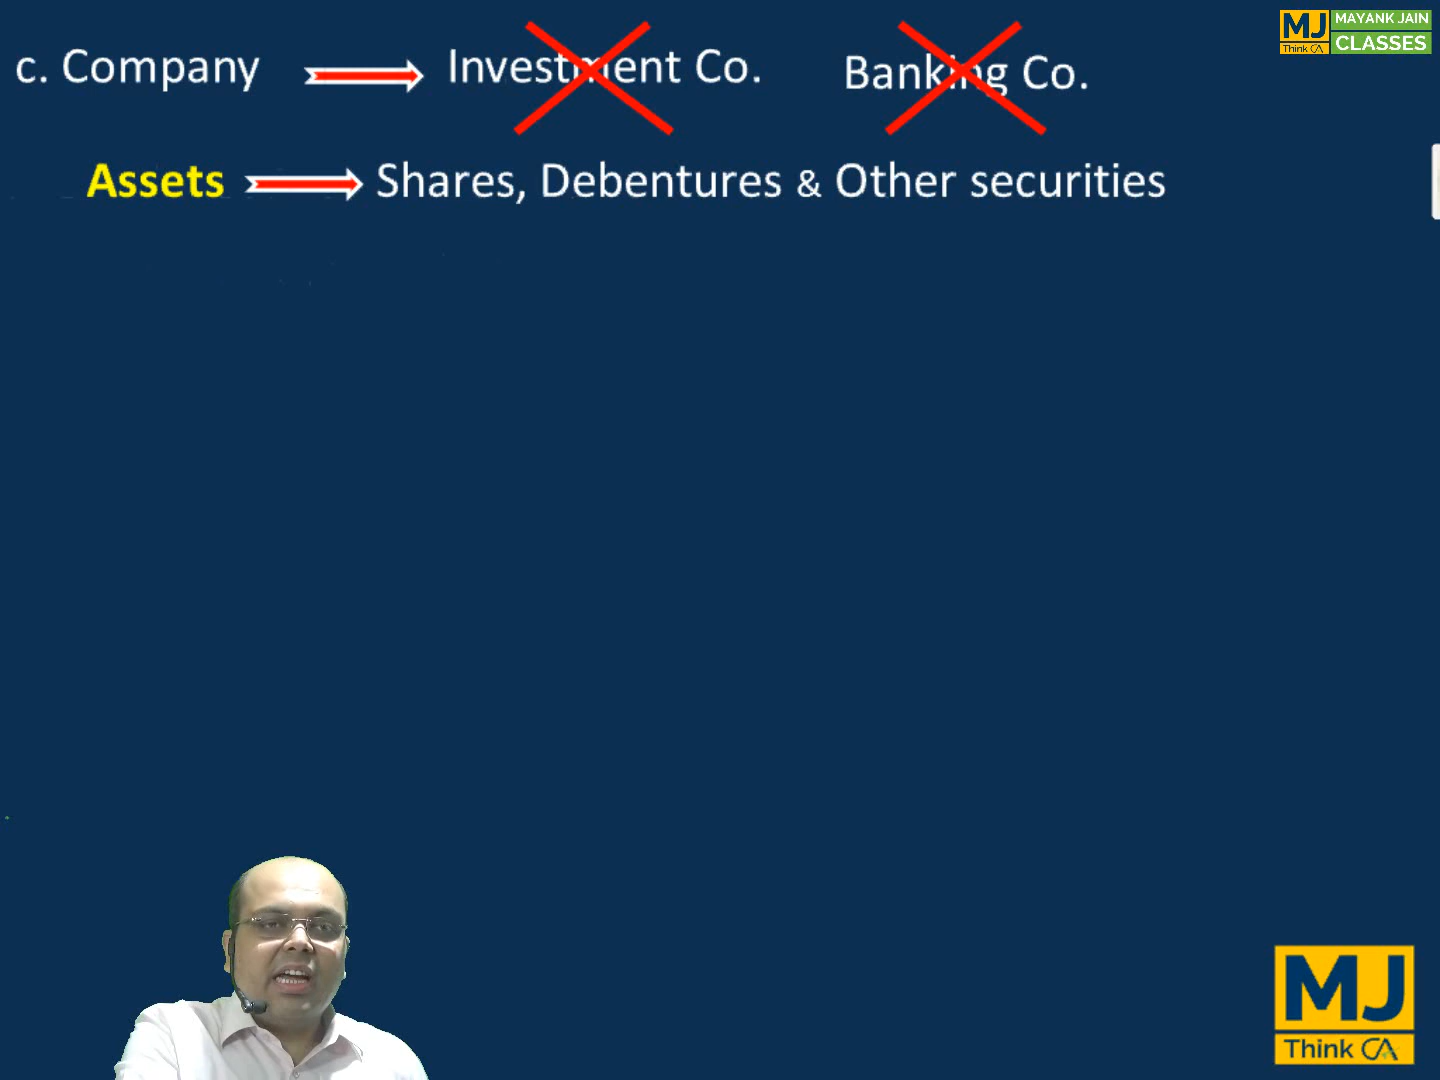 c. Company Investment Co. Banking Co.
Assets Shares, Debentures & Other securities
MJ
Think CA
MAYANK JAIN
CLASSES
MJ
Think CA